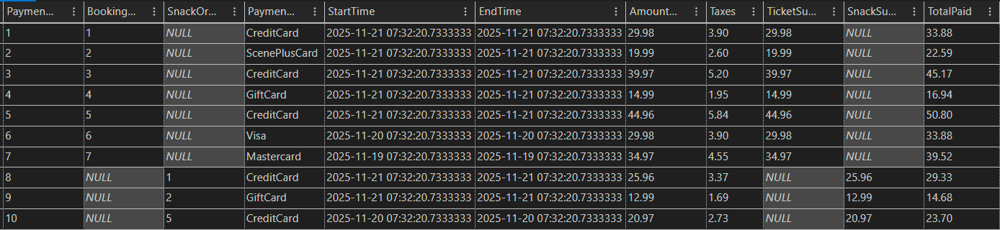 Paymen... Booking... SnackOr... Paymen... StartTime EndTime Amount... Taxes TicketSu... SnackSu... TotalPaid
1 1 NULL CreditCard 2025-11-21 07:32:20.7333333 2025-11-21 07:32:20.7333333 29.98 3.90 29.98 NULL 33.88
2 2 NULL ScenePlusCard 2025-11-21 07:32:20.7333333 2025-11-21 07:32:20.7333333 19.99 2.60 19.99 NULL 22.59
3 3 NULL CreditCard 2025-11-21 07:32:20.7333333 2025-11-21 07:32:20.7333333 39.97 5.20 39.97 NULL 45.17
4 4 NULL GiftCard 2025-11-21 07:32:20.7333333 2025-11-21 07:32:20.7333333 14.99 1.95 14.99 NULL 16.94
5 5 NULL CreditCard 2025-11-21 07:32:20.7333333 2025-11-21 07:32:20.7333333 44.96 5.84 44.96 NULL 50.80
6 6 NULL Visa 2025-11-20 07:32:20.7333333 2025-11-20 07:32:20.7333333 29.98 3.90 29.98 NULL 33.88
7 7 NULL Mastercard 2025-11-19 07:32:20.7333333 2025-11-19 07:32:20.7333333 34.97 4.55 34.97 NULL 39.52
8 NULL 1 CreditCard 2025-11-21 07:32:20.7333333 2025-11-21 07:32:20.7333333 25.96 3.37 NULL 25.96 29.33
9 NULL 2 GiftCard 2025-11-21 07:32:20.7333333 2025-11-21 07:32:20.7333333 12.99 1.69 NULL 12.99 14.68
10 NULL 5 CreditCard 2025-11-20 07:32:20.7333333 2025-11-20 07:32:20.7333333 20.97 2.73 NULL 20.97 23.70